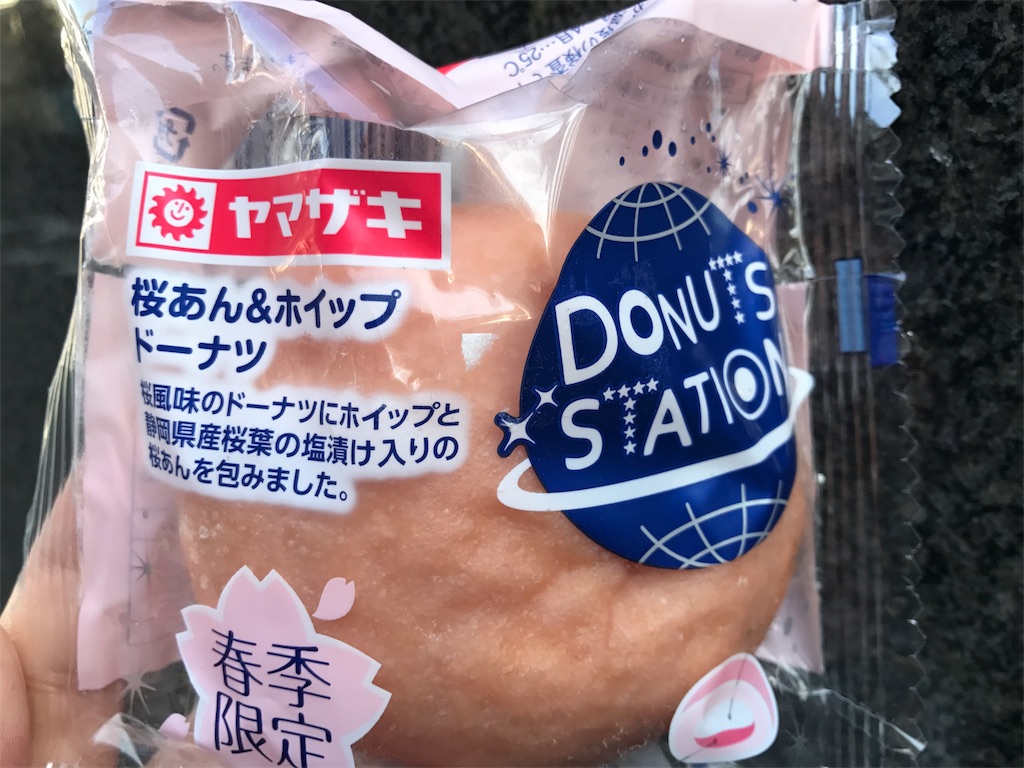 …25℃
ヤマザキ
桜あん&ホイップ
ドーナツ
桜風味のドーナツにホイップと
静岡県産桜葉の塩漬け入りの
桜あんを包みました。
DONUTS
STATION
春季
限定